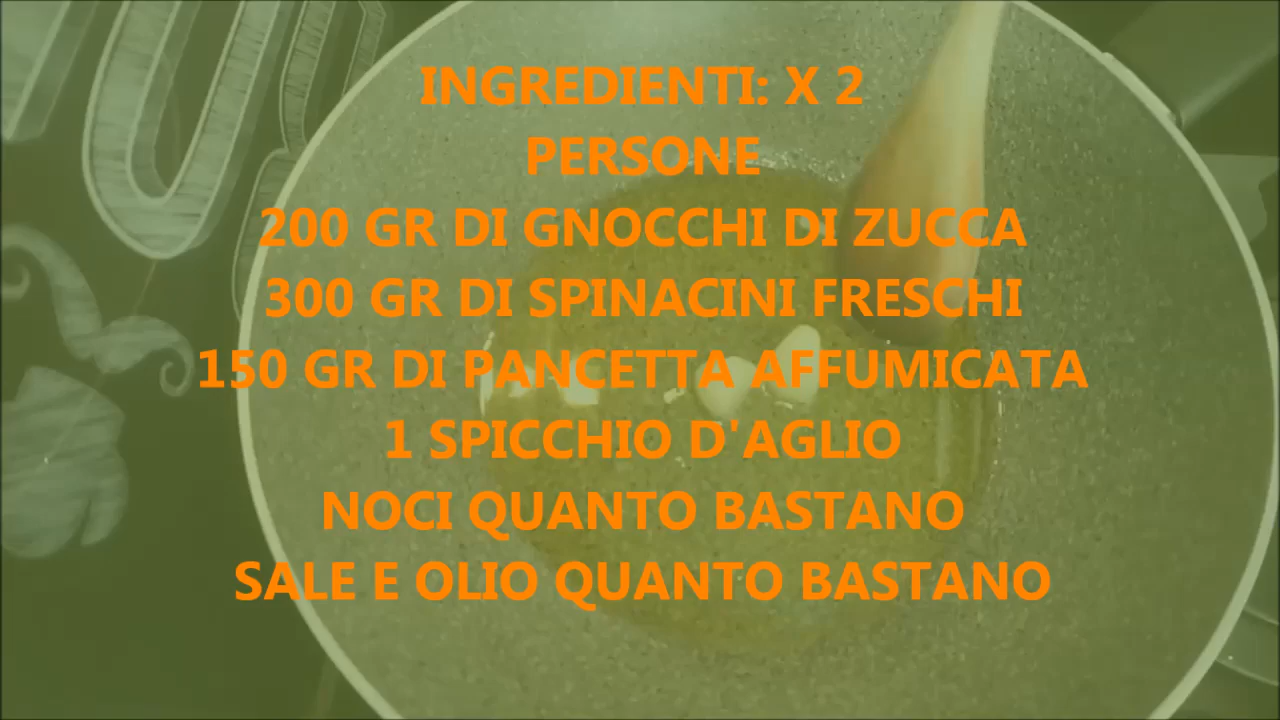 INGREDIENTI: X 2
PERSONE
200 GR DI GNOCCHI DI ZUCCA
300 GR DI SPINACINI FRESCHI
150 GR DI PANCETTA AFFUMICATA
1 SPICCHIO D'AGLIO
NOCI QUANTO BASTANO
SALE E OLIO QUANTO BASTANO